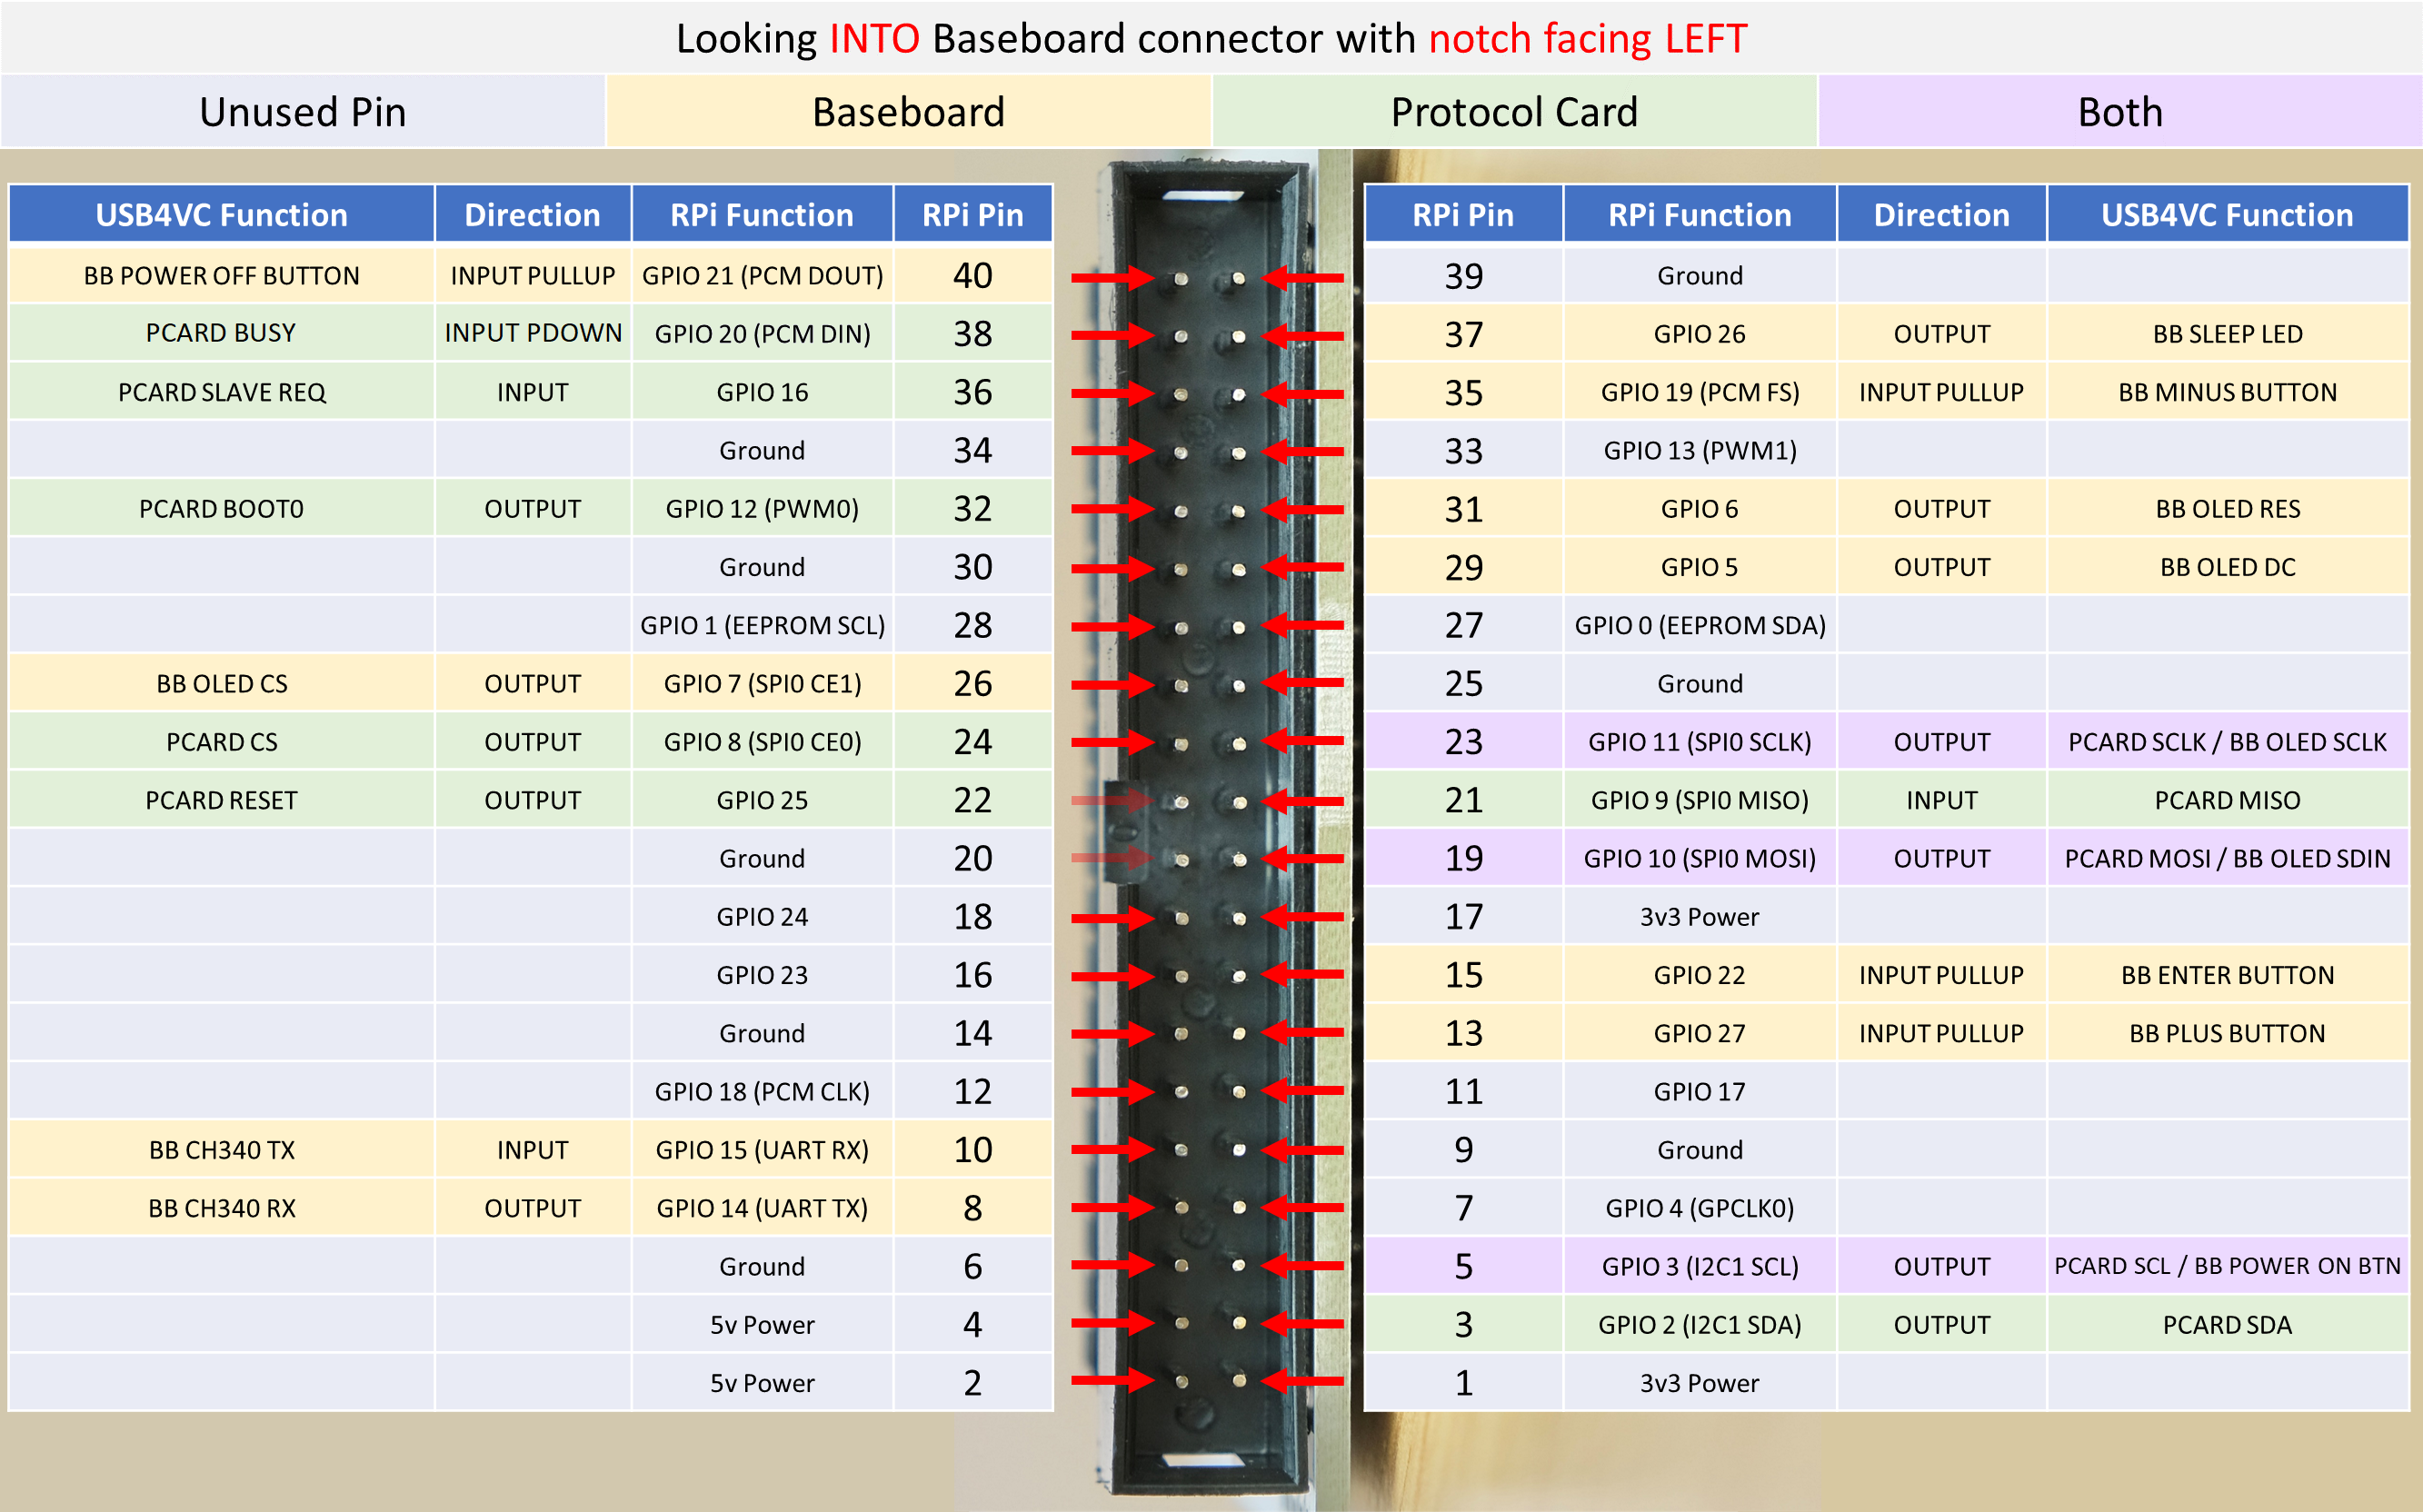 Looking INTO Baseboard connector with notch facing LEFT
Unused Pin Baseboard Protocol Card Both
USB4VC Function Direction RPi Function RPi Pin RPi Pin RPi Function Direction USB4VC Function
BB POWER OFF BUTTON INPUT PULLUP GPIO 21 (PCM DOUT) 40 39 Ground
PCARD BUSY INPUT PDOWN GPIO 20 (PCM DIN) 38 37 GPIO 26 OUTPUT BB SLEEP LED
PCARD SLAVE REQ INPUT GPIO 16 36 35 GPIO 19 (PCM FS) INPUT PULLUP BB MINUS BUTTON
Ground 34 33 GPIO 13 (PWM1)
PCARD BOOT0 OUTPUT GPIO 12 (PWM0) 32 31 GPIO 6 OUTPUT BB OLED RES
Ground 30 29 GPIO 5 OUTPUT BB OLED DC
GPIO 1 (EEPROM SCL) 28 27 GPIO 0 (EEPROM SDA)
BB OLED CS OUTPUT GPIO 7 (SPI0 CE1) 26 25 Ground
PCARD CS OUTPUT GPIO 8 (SPI0 CE0) 24 23 GPIO 11 (SPI0 SCLK) OUTPUT PCARD SCLK / BB OLED SCLK
PCARD RESET OUTPUT GPIO 25 22 21 GPIO 9 (SPI0 MISO) INPUT PCARD MISO
Ground 20 19 GPIO 10 (SPI0 MOSI) OUTPUT PCARD MOSI / BB OLED SDIN
GPIO 24 18 17 3v3 Power
GPIO 23 16 15 GPIO 22 INPUT PULLUP BB ENTER BUTTON
Ground 14 13 GPIO 27 INPUT PULLUP BB PLUS BUTTON
GPIO 18 (PCM CLK) 12 11 GPIO 17
BB CH340 TX INPUT GPIO 15 (UART RX) 10 9 Ground
BB CH340 RX OUTPUT GPIO 14 (UART TX) 8 7 GPIO 4 (GPCLK0)
Ground 6 5 GPIO 3 (I2C1 SCL) OUTPUT PCARD SCL / BB POWER ON BTN
5v Power 4 3 GPIO 2 (I2C1 SDA) OUTPUT PCARD SDA
5v Power 2 1 3v3 Power